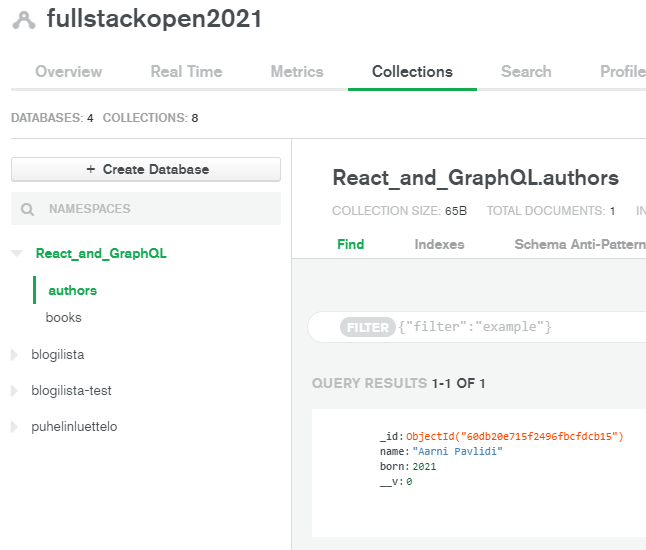 fullstackopen2021
Overview Real Time Metrics Collections Search Profile
DATABASES: 4 COLLECTIONS: 8
+ Create Database
NAMESPACES
React_and_GraphQL
authors
books
blogilista
blogilista-test
puhelinluettelo
React_and_GraphQL.authors
COLLECTION SIZE: 65B TOTAL DOCUMENTS: 1 IN
Find Indexes Schema Anti-Pattern
FILTER {"filter":"example"}
QUERY RESULTS 1-1 OF 1
_id: ObjectId("60db20e715f2496fbcfdcb15")
name: "Aarni Pavlidi"
born: 2021
__v: 0